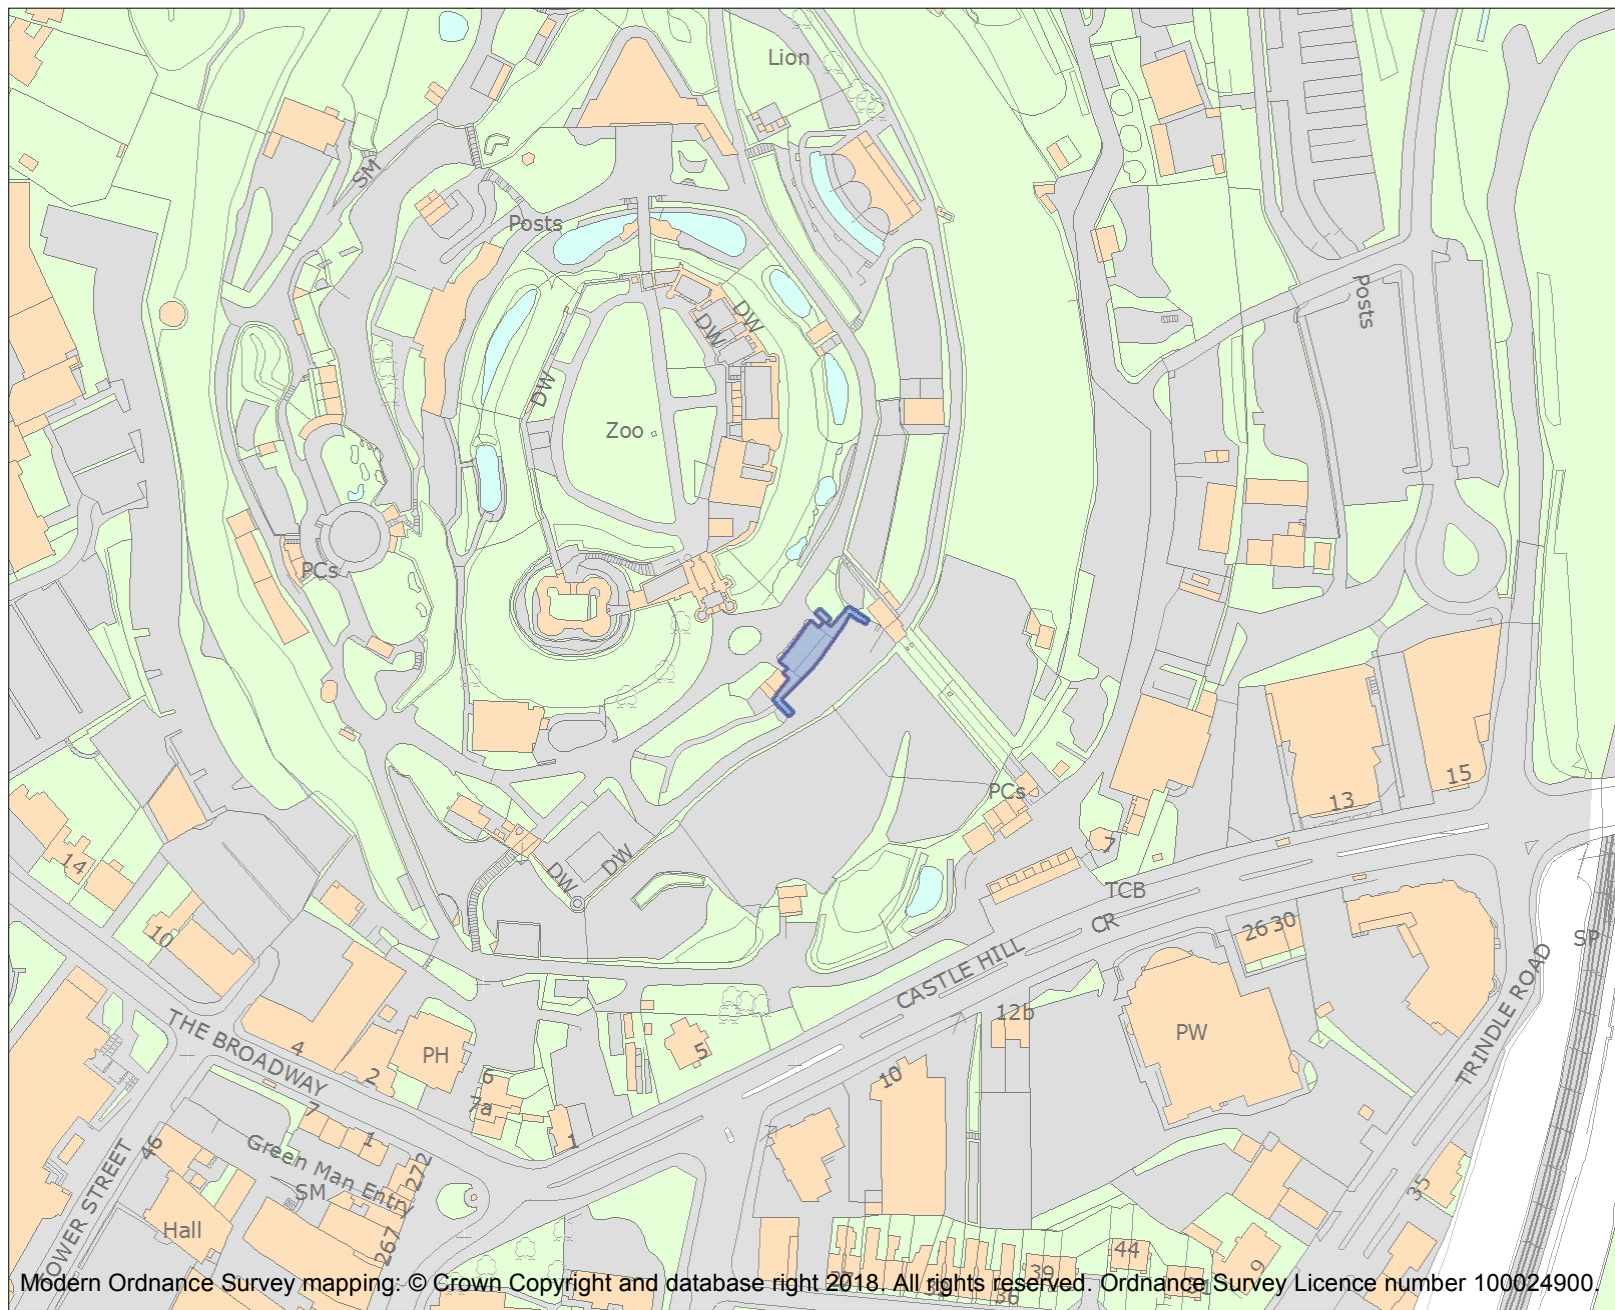 Lion
SM
Posts
Posts
DW
DW
DW
Zoo
PCs
15
13
PCs
7
14
DW
DW
TCB
CR
26 30
10
CASTLE HILL
SP
TRINDLE ROAD
12b
PW
THE BROADWAY
4
PH
5
2
6
7a
10
7
1
1
46
Green Man Entry
272
SM
35
Hall
267
TOWER STREET
44
9
39
37
36
Modern Ordnance Survey mapping: © Crown Copyright and database right 2018. All rights reserved. Ordnance Survey Licence number 100024900.